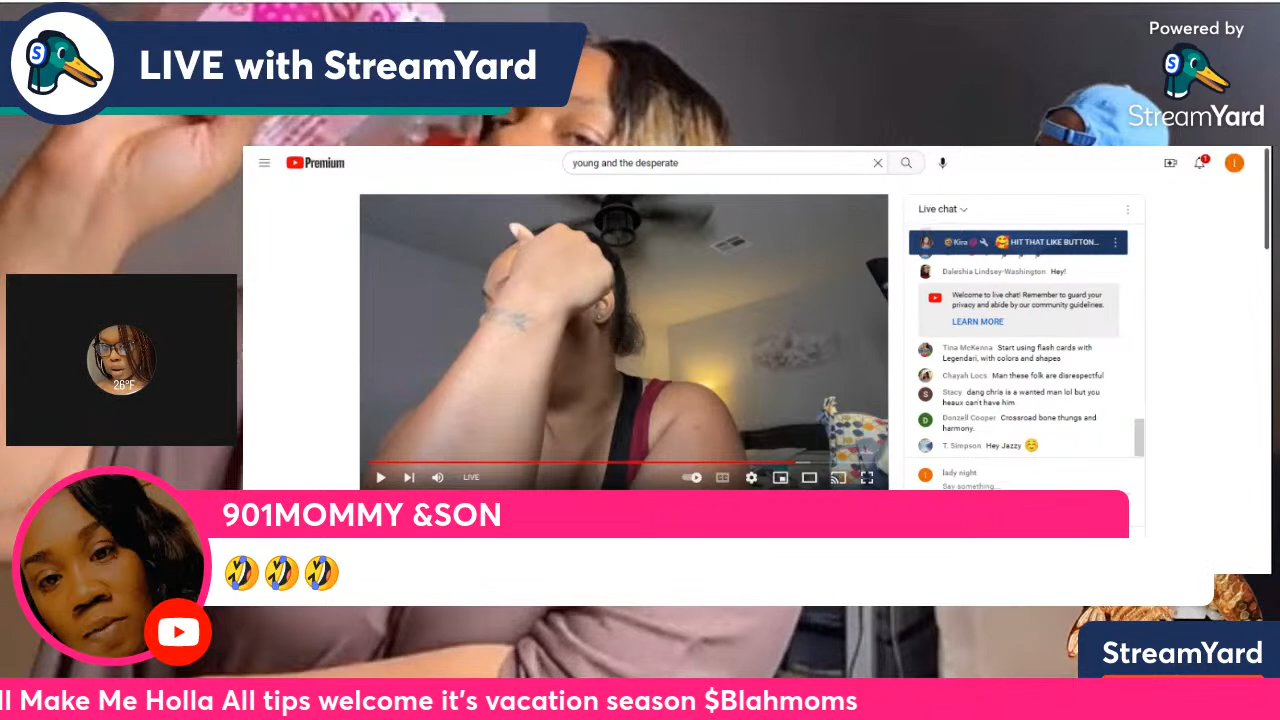 LIVE with StreamYard
Powered by
StreamYard
Premium
young and the desperate
Live chat
Kira HIT THAT LIKE BUTTON...
Daleshia Lindsey-Washington Hey!
Welcome to live chat! Remember to guard your
privacy and abide by our community guidelines.
LEARN MORE
Tina McKenna Start using flash cards with
Legendari, with colors and shapes
Chayah Locs Man these folk are disrespectful
Stacy dang chris is a wanted man lol but you
heaux can't have him
Donzell Cooper Crossroad bone thungs and
harmony.
T. Simpson Hey Jazzy ☺️
lady night
Say something...
LIVE
26°F
901MOMMY &SON
🤣🤣🤣
StreamYard
ll Make Me Holla All tips welcome it's vacation season $Blahmoms